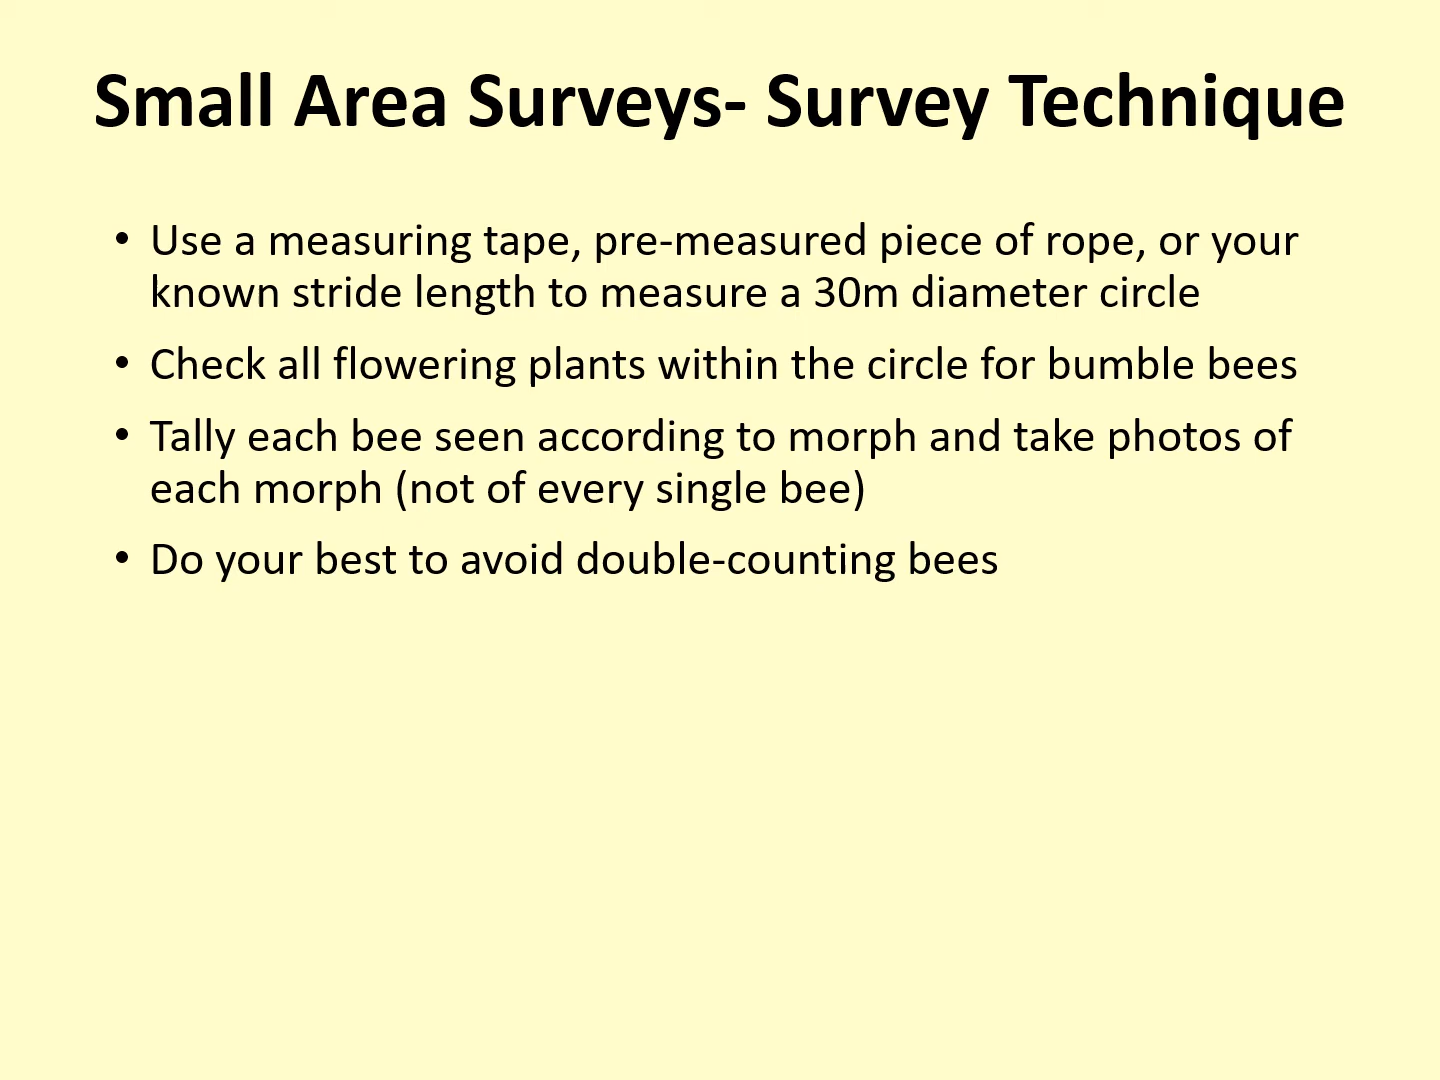 Small Area Surveys- Survey Technique
• Use a measuring tape, pre-measured piece of rope, or your
known stride length to measure a 30m diameter circle
• Check all flowering plants within the circle for bumble bees
• Tally each bee seen according to morph and take photos of
each morph (not of every single bee)
• Do your best to avoid double-counting bees